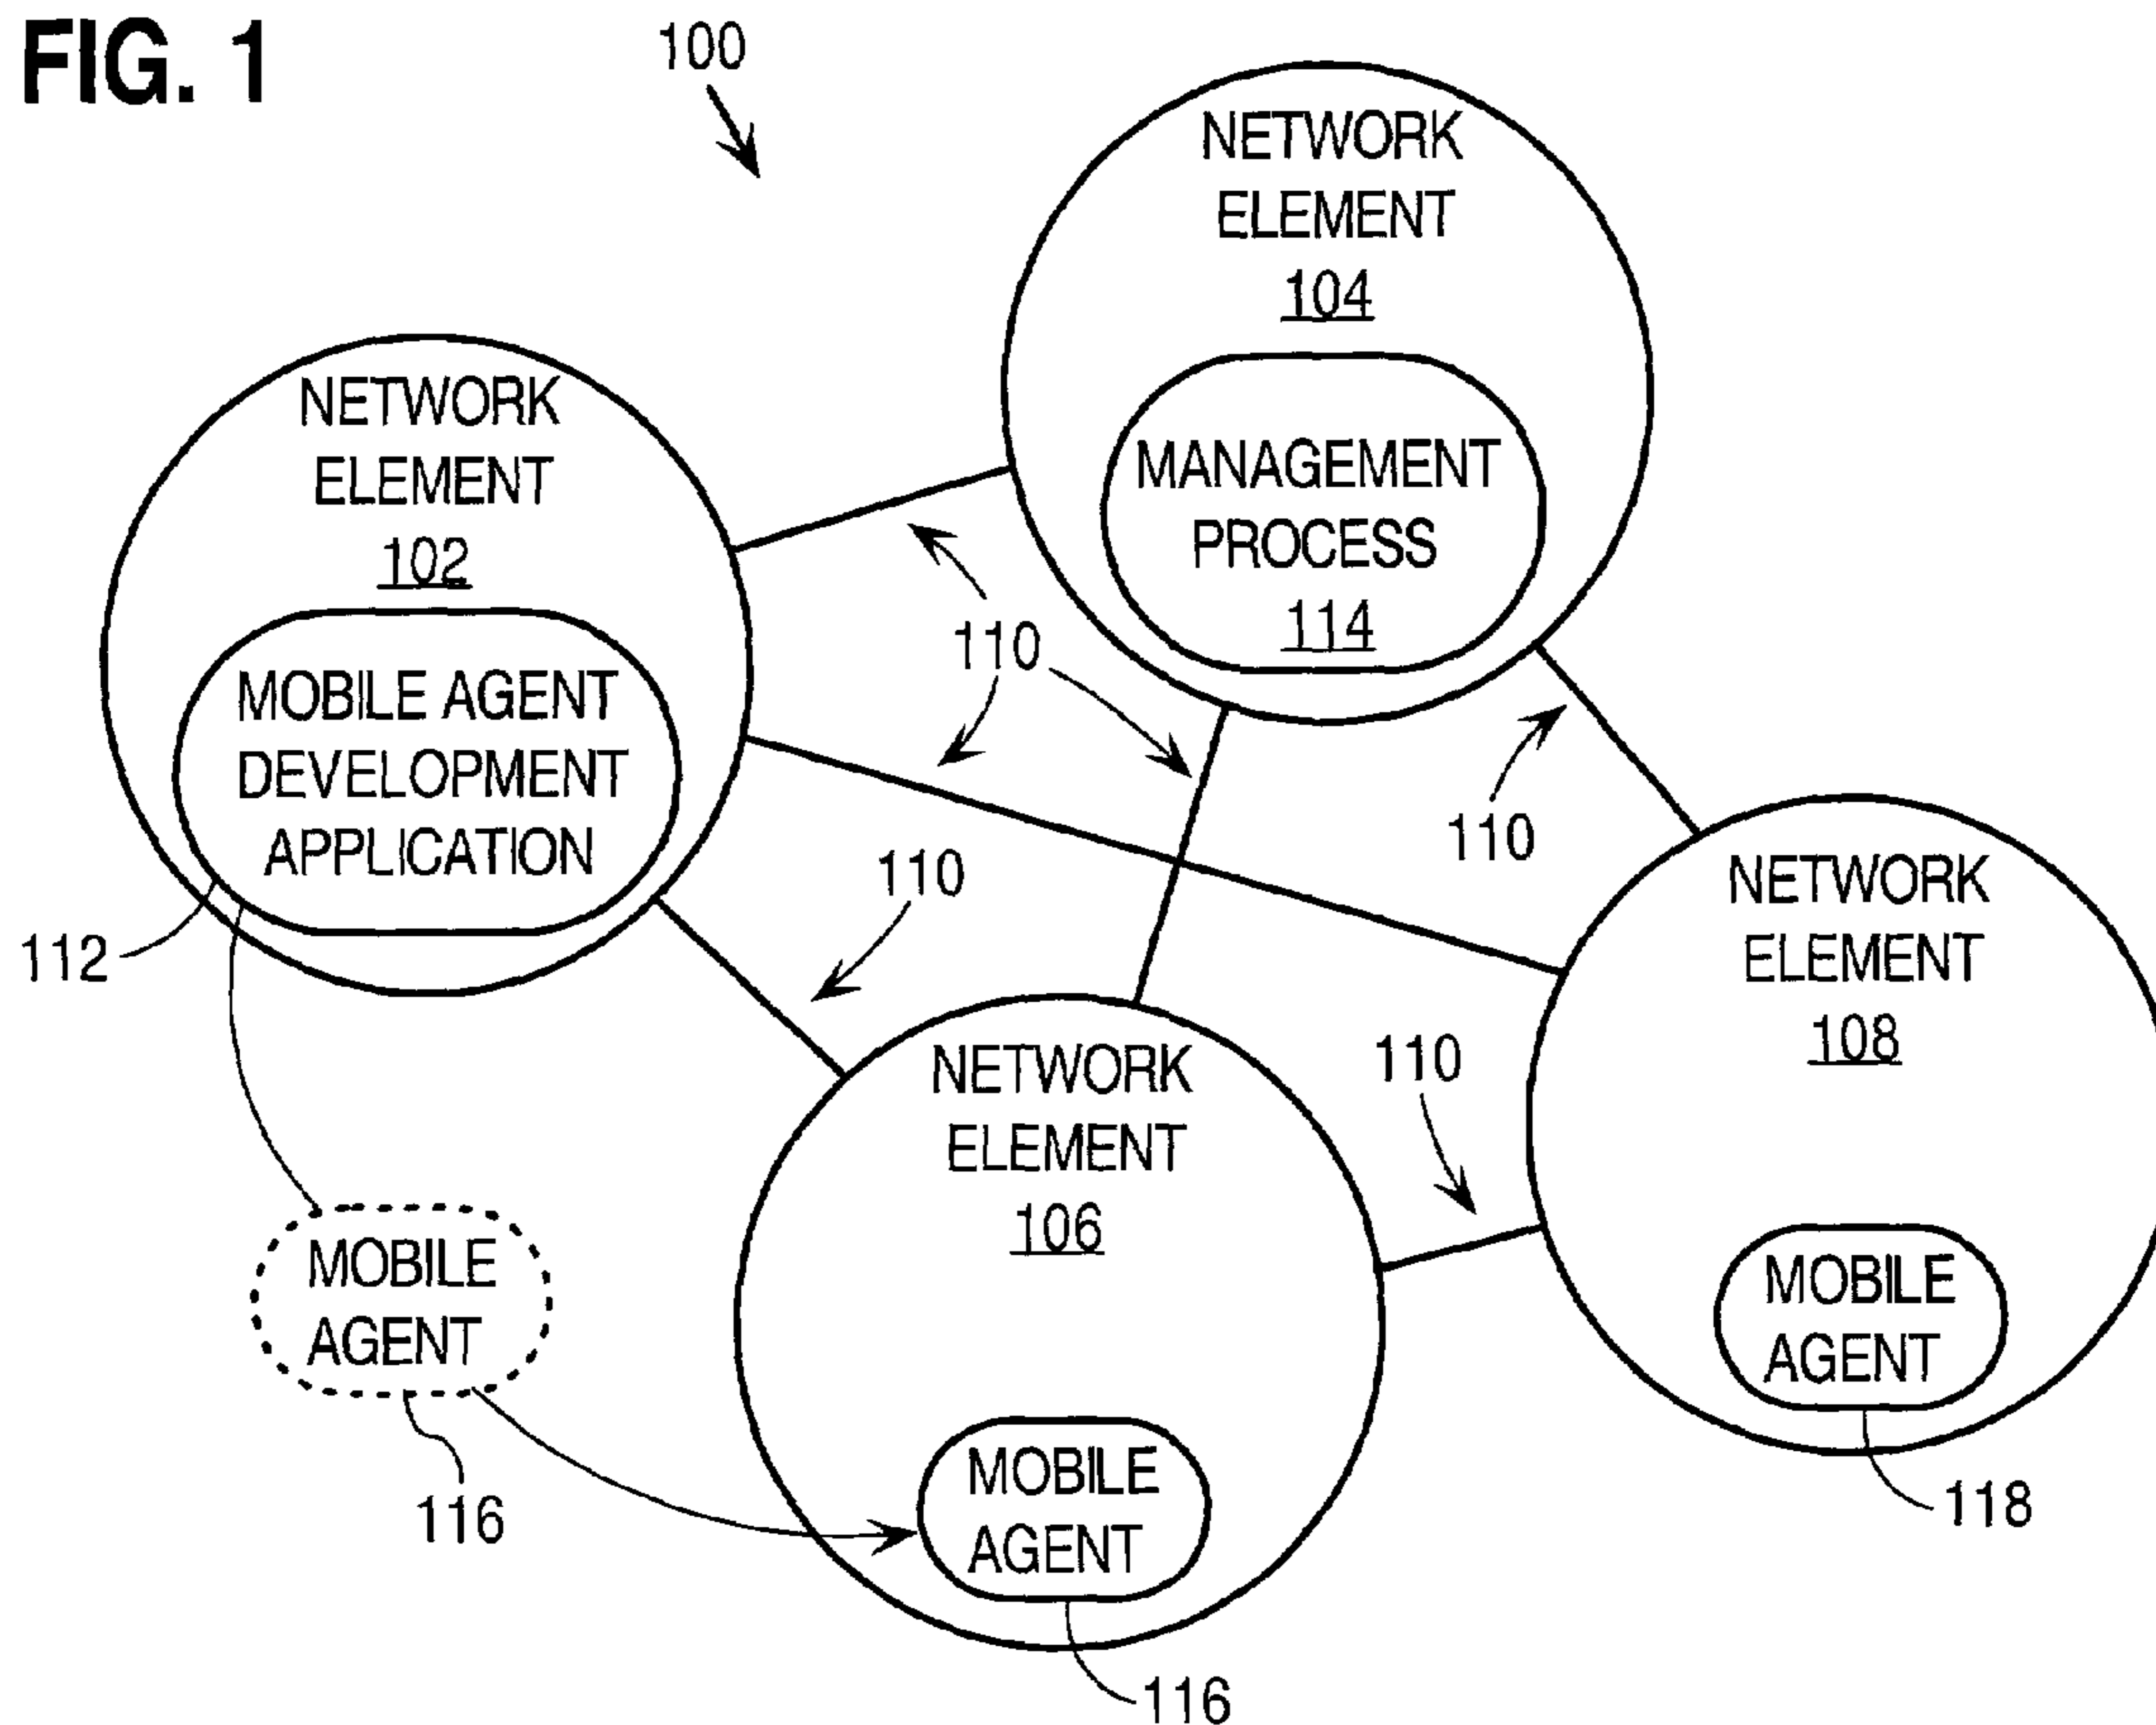 FIG. 1
100
NETWORK
ELEMENT
104
MANAGEMENT
PROCESS
114
NETWORK
ELEMENT
102
MOBILE AGENT
DEVELOPMENT
APPLICATION
112
110
110
110
NETWORK
ELEMENT
108
MOBILE
AGENT
118
110
NETWORK
ELEMENT
106
MOBILE
AGENT
116
MOBILE
AGENT
116